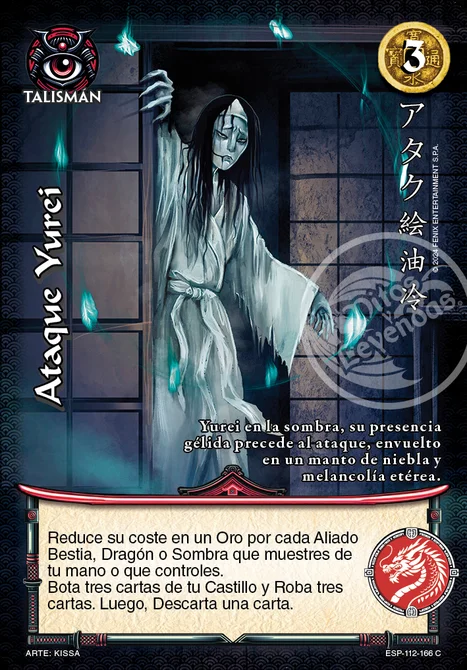 TALISMÁN
3
Ataque Yurei
アタク絵油冷
© 2024 FENIX ENTERTAINMENT S.P.A.
Mitos
Leyendas
Yurei en la sombra, su presencia
gélida precede al ataque, envuelto
en un manto de niebla y
melancolía etérea.
Reduce su coste en un Oro por cada Aliado
Bestia, Dragón o Sombra que muestres de
tu mano o que controles.
Bota tres cartas de tu Castillo y Roba tres
cartas. Luego, Descarta una carta.
ARTE: KISSA
ESP-112-166 C